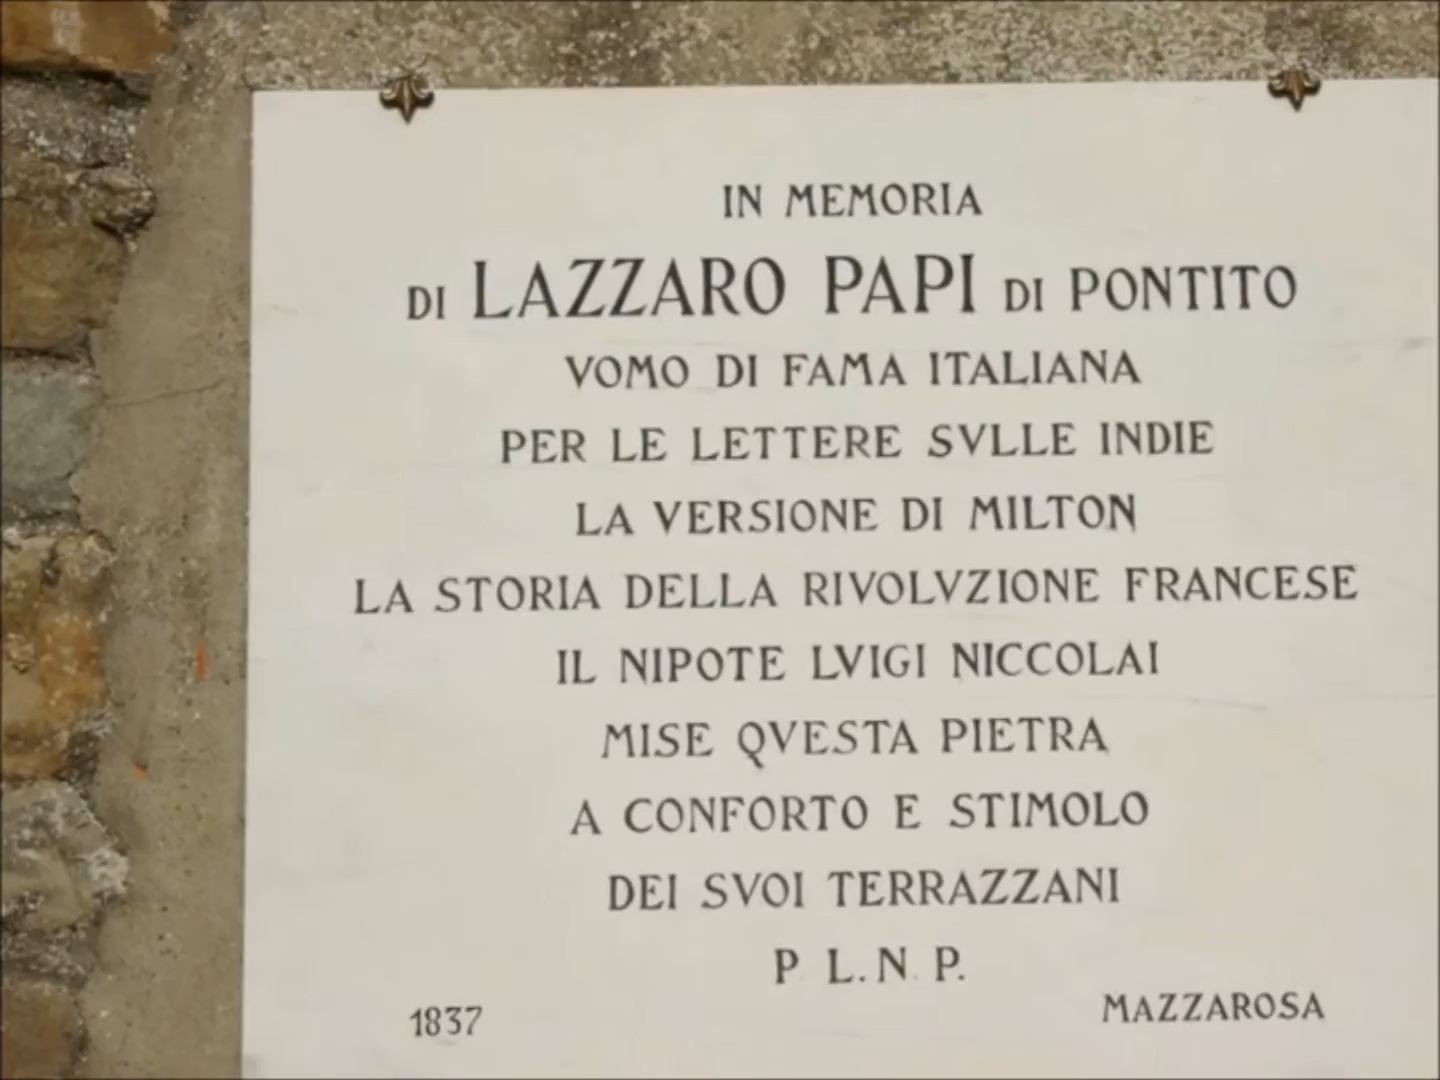 IN MEMORIA
DI LAZZARO PAPI DI PONTITO
VOMO DI FAMA ITALIANA
PER LE LETTERE SVLLE INDIE
LA VERSIONE DI MILTON
LA STORIA DELLA RIVOLVZIONE FRANCESE
IL NIPOTE LVIGI NICCOLAI
MISE QVESTA PIETRA
A CONFORTO E STIMOLO
DEI SVOI TERRAZZANI
P L. N P.
1837 MAZZAROSA